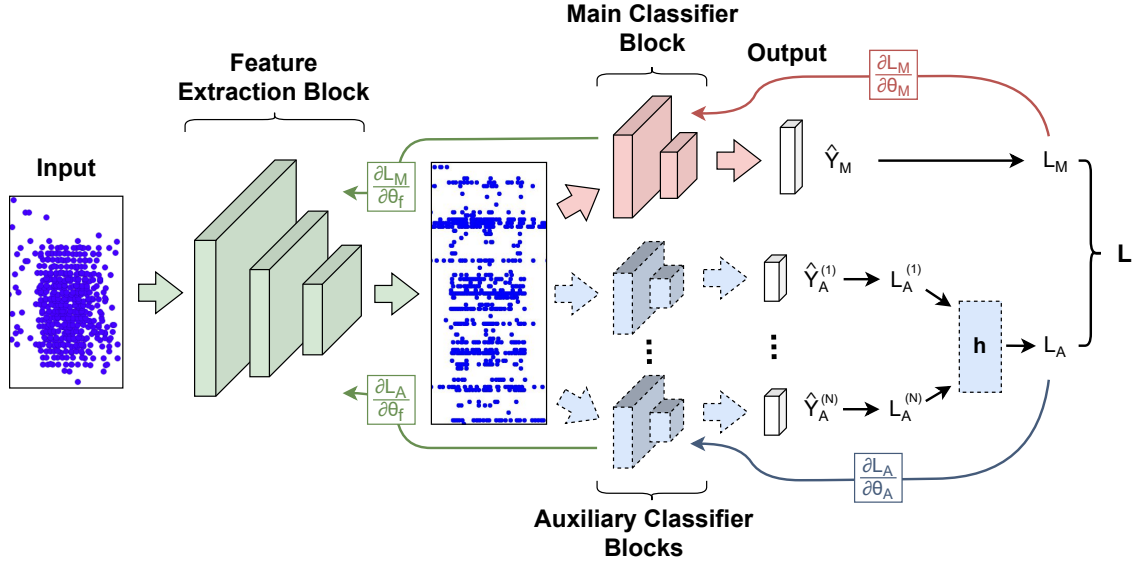 Main Classifier
Block
Output
Feature
Extraction Block
Input
∂L_M
∂θ_M
∂L_M
∂θ_f
Ŷ_M
L_M
L
Ŷ_A^(1)
L_A^(1)
h
L_A
∂L_A
∂θ_f
Ŷ_A^(N)
L_A^(N)
∂L_A
∂θ_A
Auxiliary Classifier
Blocks